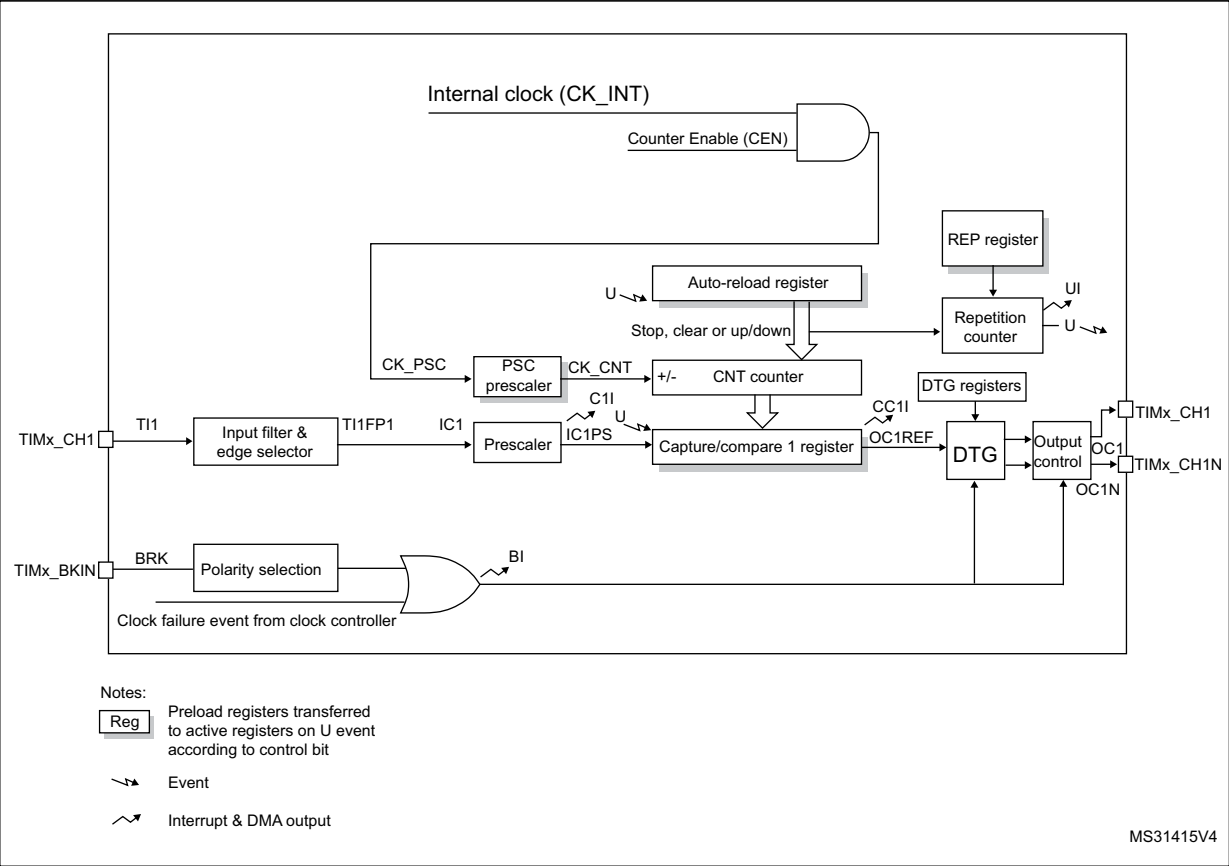 Internal clock (CK_INT)
Counter Enable (CEN)
REP register
Auto-reload register
U
UI
Repetition
counter
U
Stop, clear or up/down
CK_PSC
PSC
prescaler
CK_CNT
+/-
CNT counter
DTG registers
TIMx_CH1
TI1
Input filter &
edge selector
TI1FP1
IC1
Prescaler
C1I
IC1PS
U
Capture/compare 1 register
CC1I
OC1REF
DTG
Output
control
OC1
TIMx_CH1
TIMx_CH1N
OC1N
TIMx_BKIN
BRK
Polarity selection
BI
Clock failure event from clock controller
Notes:
Reg
Preload registers transferred
to active registers on U event
according to control bit
Event
Interrupt & DMA output
MS31415V4